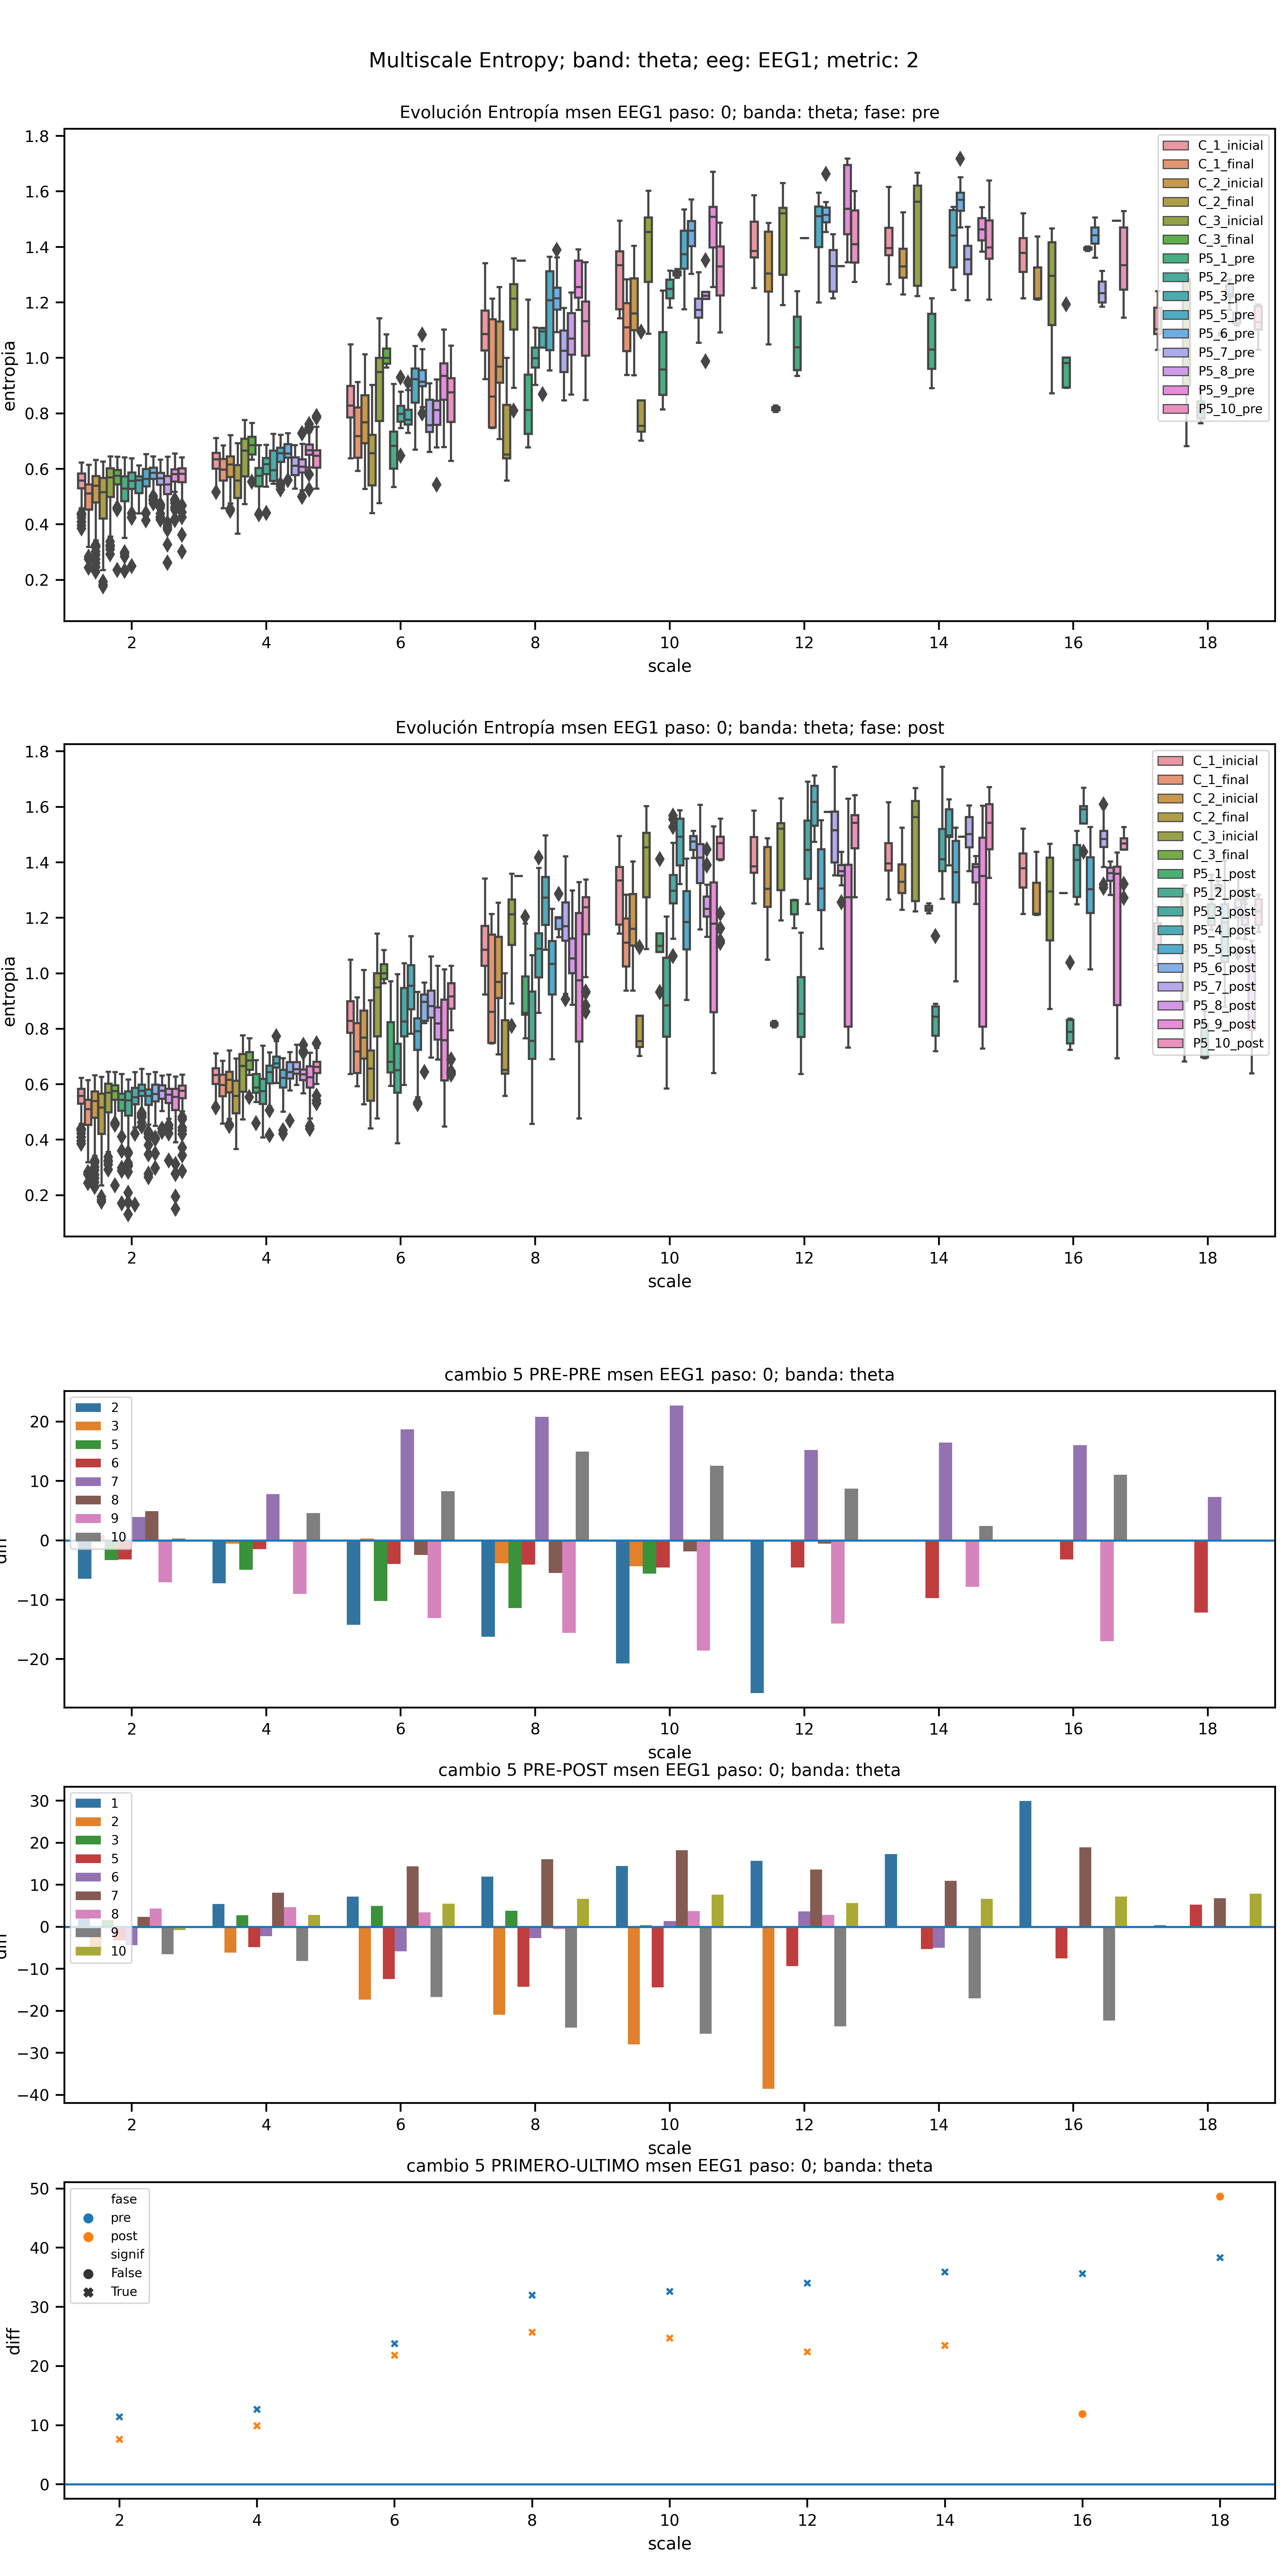 Multiscale Entropy; band: theta; eeg: EEG1; metric: 2
Evolución Entropía msen EEG1 paso: 0; banda: theta; fase: pre
1.8
1.6
1.4
1.2
1.0
0.8
0.6
0.4
0.2
entropia
C_1_inicial
C_1_final
C_2_inicial
C_2_final
C_3_inicial
C_3_final
P5_1_pre
P5_2_pre
P5_3_pre
P5_5_pre
P5_6_pre
P5_7_pre
P5_8_pre
P5_9_pre
P5_10_pre
2 4 6 8 10 12 14 16 18
scale
Evolución Entropía msen EEG1 paso: 0; banda: theta; fase: post
1.8
1.6
1.4
1.2
1.0
0.8
0.6
0.4
0.2
entropia
C_1_inicial
C_1_final
C_2_inicial
C_2_final
C_3_inicial
C_3_final
P5_1_post
P5_2_post
P5_3_post
P5_4_post
P5_5_post
P5_6_post
P5_7_post
P5_8_post
P5_9_post
P5_10_post
2 4 6 8 10 12 14 16 18
scale
cambio 5 PRE-PRE msen EEG1 paso: 0; banda: theta
20
10
0
−10
−20
diff
2
3
5
6
7
8
9
10
2 4 6 8 10 12 14 16 18
scale
cambio 5 PRE-POST msen EEG1 paso: 0; banda: theta
30
20
10
0
−10
−20
−30
−40
diff
1
2
3
5
6
7
8
9
10
2 4 6 8 10 12 14 16 18
scale
cambio 5 PRIMERO-ULTIMO msen EEG1 paso: 0; banda: theta
50
40
30
20
10
0
diff
fase
pre
post
signif
False
True
2 4 6 8 10 12 14 16 18
scale